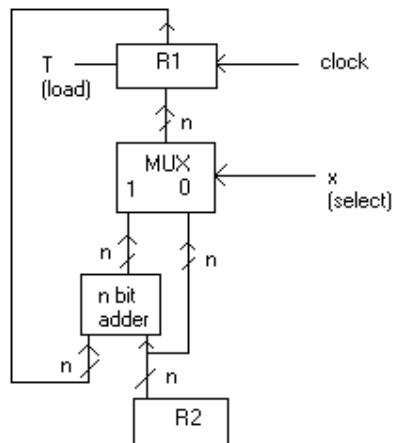 R1
T
(load)
clock
n
MUX
1 0
x
(select)
n
n
n bit
adder
n
n
R2